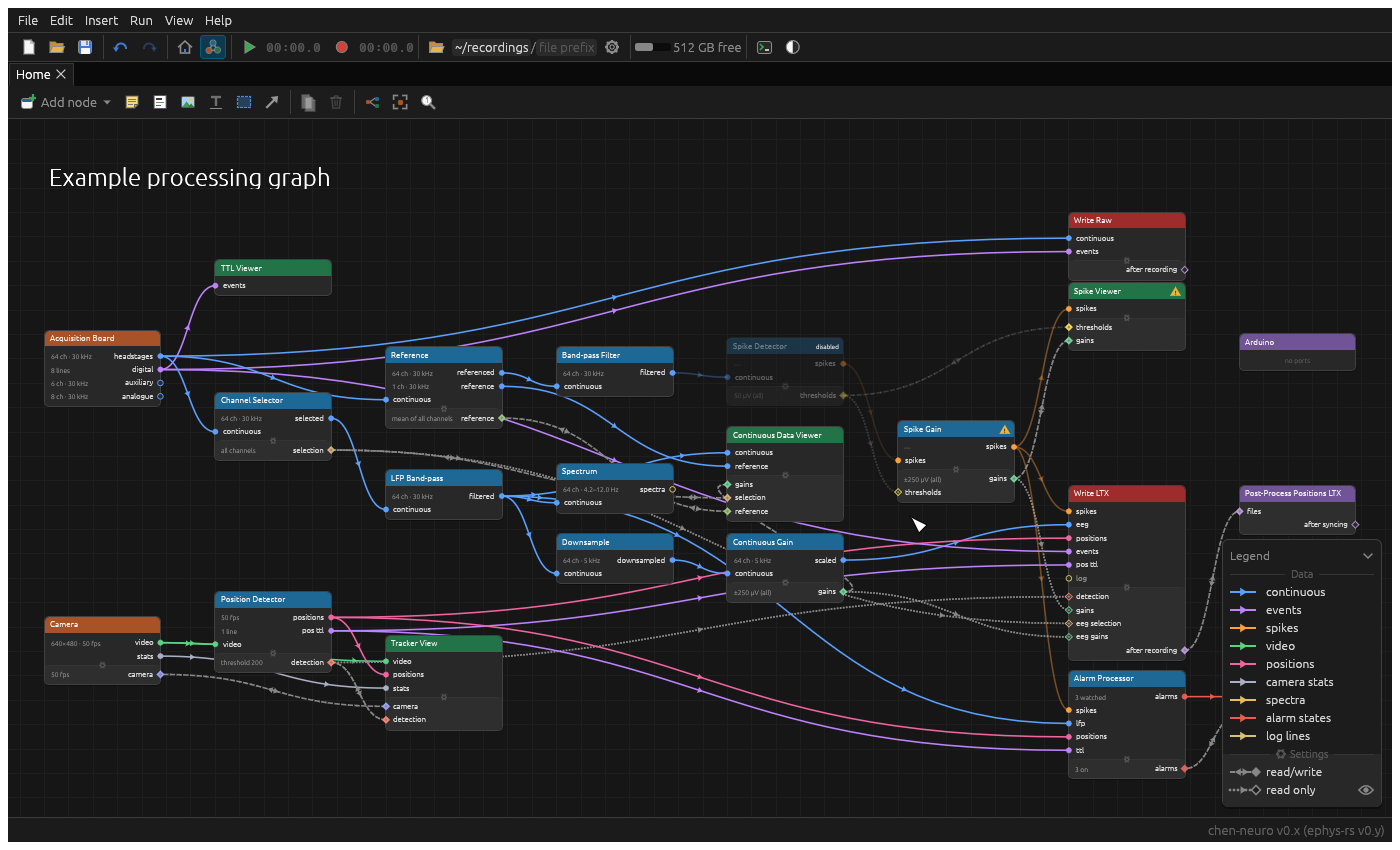 File Edit Insert Run View Help
00:00.0 00:00.0 ~/recordings/file prefix 512 GB free
Home
Add node
Example processing graph
Write Raw
continuous
events
after recording
TTL Viewer
events
Spike Viewer
spikes
thresholds
gains
Acquisition Board
64 ch · 30 kHz headstages
8 lines digital
6 ch · 30 kHz auxiliary
8 ch · 30 kHz analogue
Reference
64 ch · 30 kHz referenced
1 ch · 30 kHz reference
continuous
mean of all channels reference
Band-pass Filter
64 ch · 30 kHz filtered
continuous
Spike Detector disabled
spikes
continuous
50 µV (all) thresholds
Arduino
no ports
Channel Selector
64 ch · 30 kHz selected
continuous
all channels selection
Continuous Data Viewer
continuous
reference
gains
selection
reference
Spike Gain
spikes
spikes
±250 µV (all) gains
thresholds
LFP Band-pass
64 ch · 30 kHz filtered
continuous
Spectrum
64 ch · 4.2–12.0 Hz spectra
continuous
Write LTX
spikes
eeg
positions
events
pos ttl
log
detection
gains
eeg selection
eeg gains
after recording
Post-Process Positions LTX
files
after syncing
Downsample
64 ch · 5 kHz downsampled
continuous
Continuous Gain
64 ch · 5 kHz scaled
continuous
±250 µV (all) gains
Position Detector
50 fps positions
1 line pos ttl
video
threshold 200 detection
Camera
640×480 · 50 fps video
stats
50 fps camera
Tracker View
video
positions
stats
camera
detection
Alarm Processor
3 watched alarms
spikes
lfp
positions
ttl
3 on alarms
Legend
Data
continuous
events
spikes
video
positions
camera stats
spectra
alarm states
log lines
Settings
read/write
read only
chen-neuro v0.x (ephys-rs v0.y)